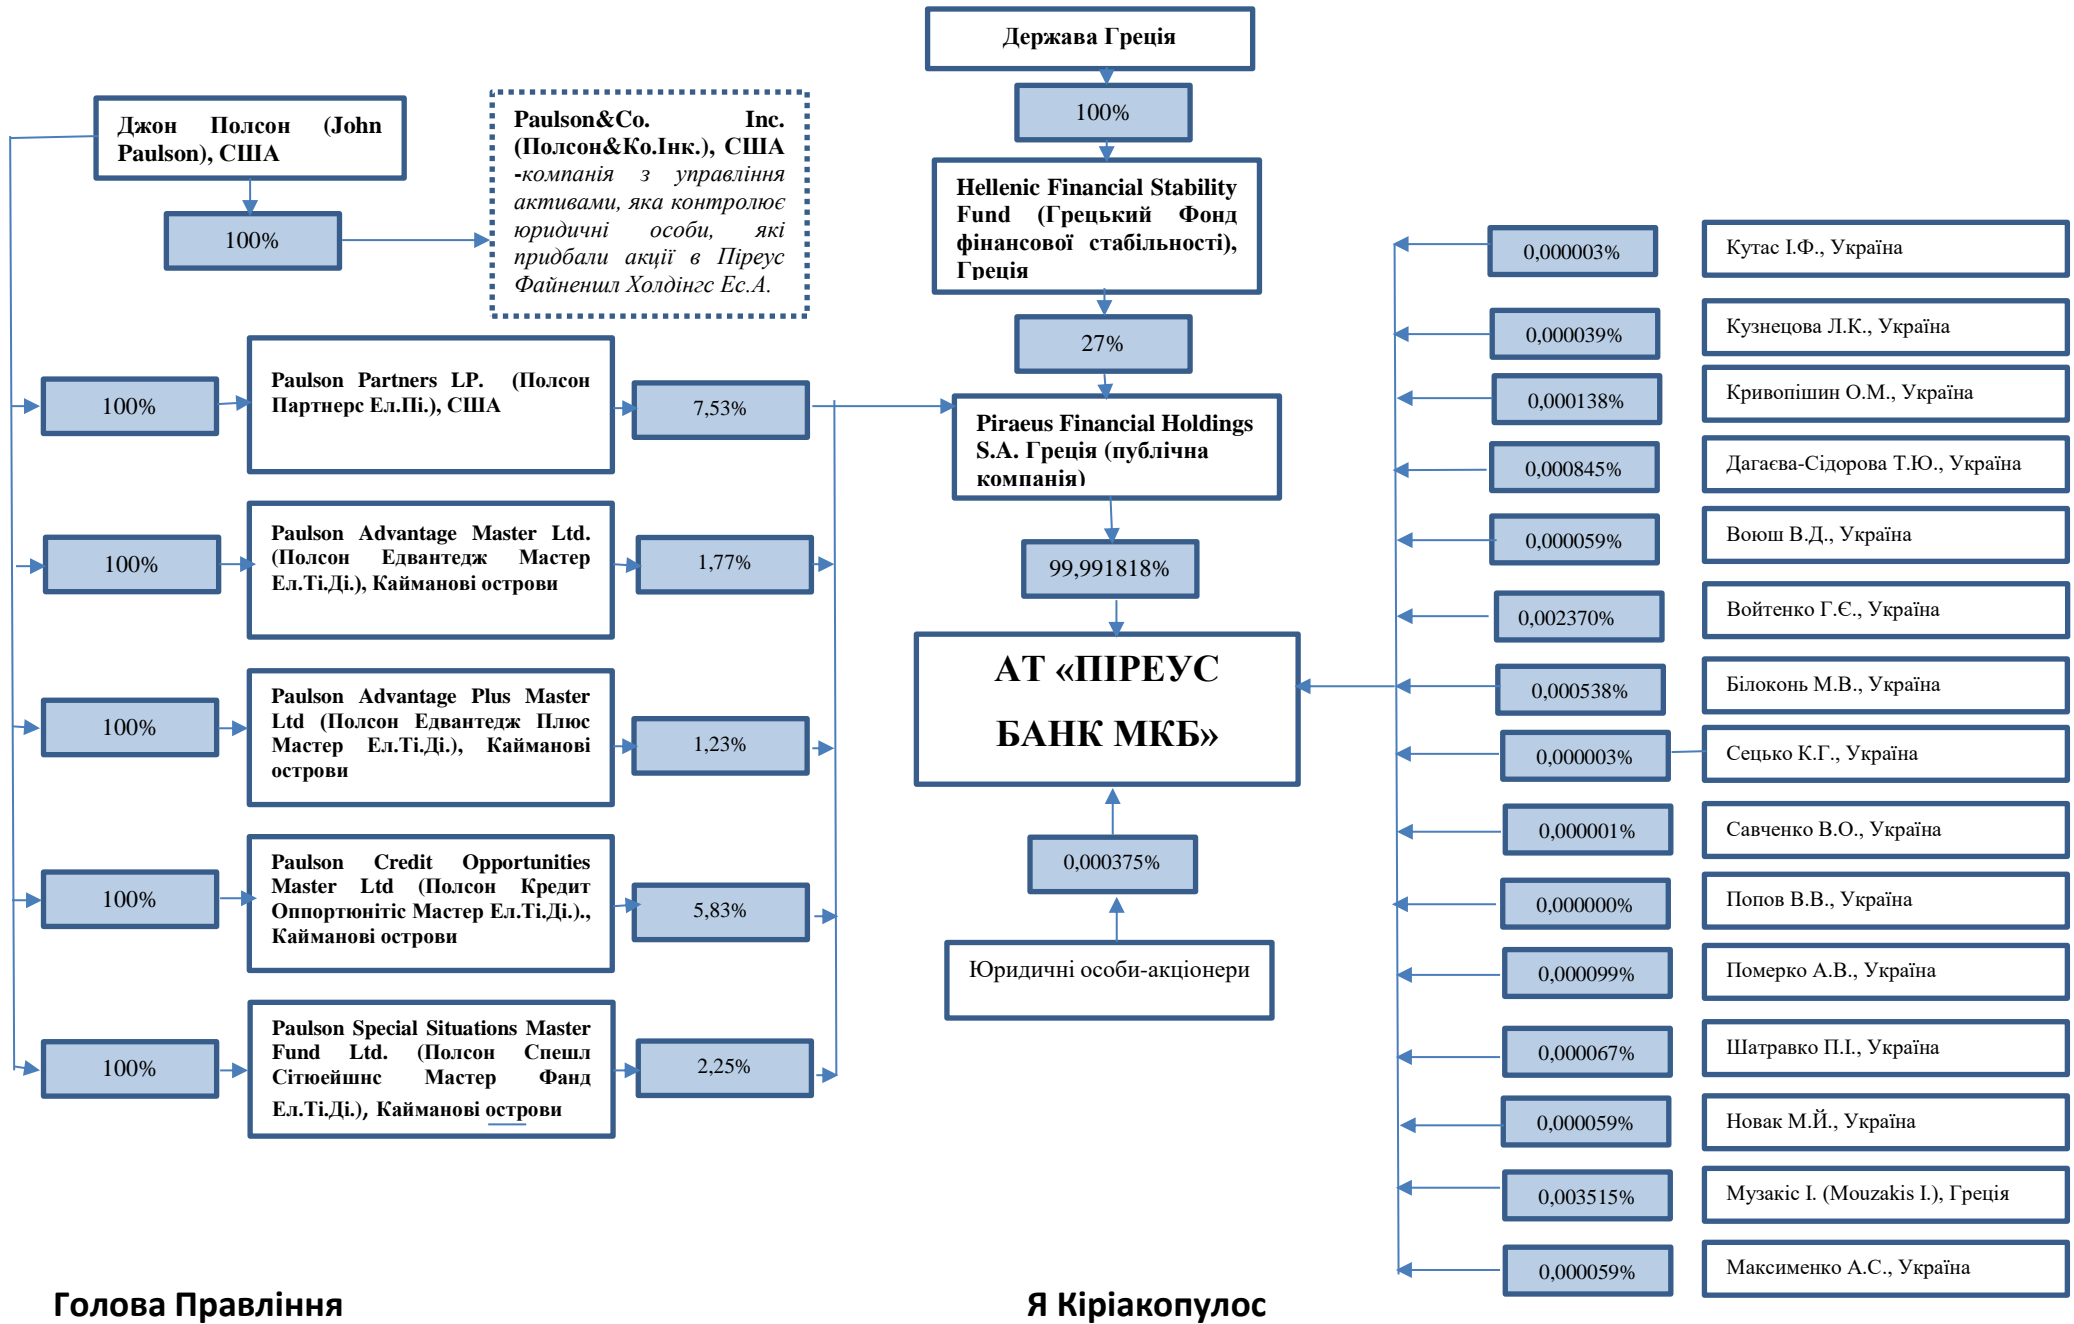 Держава Греція
100%
Джон Полсон (John
Paulson), США
100%
Paulson&Co. Inc.
(Полсон&Ко.Інк.), США
-компанія з управління
активами, яка контролює
юридичні особи, які
придбали акції в Піреус
Файненшл Холдінгс Ес.А.
Hellenic Financial Stability
Fund (Грецький Фонд
фінансової стабільності),
Греція
27%
Piraeus Financial Holdings
S.A. Греція (публічна
компанія)
99,991818%
АТ «ПІРЕУС
БАНК МКБ»
0,000375%
Юридичні особи-акціонери
100%
Paulson Partners LP. (Полсон
Партнерс Ел.Пі.), США
7,53%
100%
Paulson Advantage Master Ltd.
(Полсон Едвантедж Мастер
Ел.Ті.Ді.), Кайманові острови
1,77%
100%
Paulson Advantage Plus Master
Ltd (Полсон Едвантедж Плюс
Мастер Ел.Ті.Ді.), Кайманові
острови
1,23%
100%
Paulson Credit Opportunities
Master Ltd (Полсон Кредит
Оппортюнітіс Мастер Ел.Ті.Ді.).,
Кайманові острови
5,83%
100%
Paulson Special Situations Master
Fund Ltd. (Полсон Спешл
Сітюейшнс Мастер Фанд
Ел.Ті.Ді.), Кайманові острови
2,25%
0,000003%
Кутас І.Ф., Україна
0,000039%
Кузнецова Л.К., Україна
0,000138%
Кривопішин О.М., Україна
0,000845%
Дагаєва-Сідорова Т.Ю., Україна
0,000059%
Воюш В.Д., Україна
0,002370%
Войтенко Г.Є., Україна
0,000538%
Білоконь М.В., Україна
0,000003%
Сецько К.Г., Україна
0,000001%
Савченко В.О., Україна
0,000000%
Попов В.В., Україна
0,000099%
Померко А.В., Україна
0,000067%
Шатравко П.І., Україна
0,000059%
Новак М.Й., Україна
0,003515%
Музакіс І. (Mouzakis I.), Греція
0,000059%
Максименко А.С., Україна
Голова Правління
Я Кіріакопулос